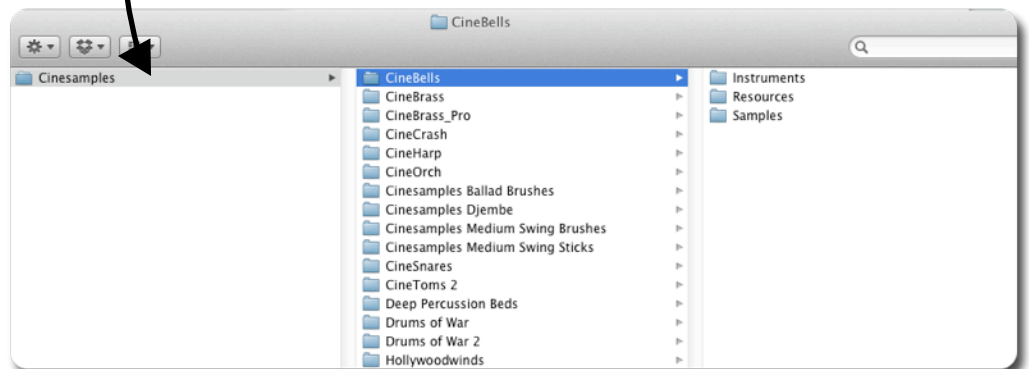 CineBells
Cinesamples
CineBells
CineBrass
CineBrass_Pro
CineCrash
CineHarp
CineOrch
Cinesamples Ballad Brushes
Cinesamples Djembe
Cinesamples Medium Swing Brushes
Cinesamples Medium Swing Sticks
CineSnares
CineToms 2
Deep Percussion Beds
Drums of War
Drums of War 2
Hollywoodwinds
Instruments
Resources
Samples